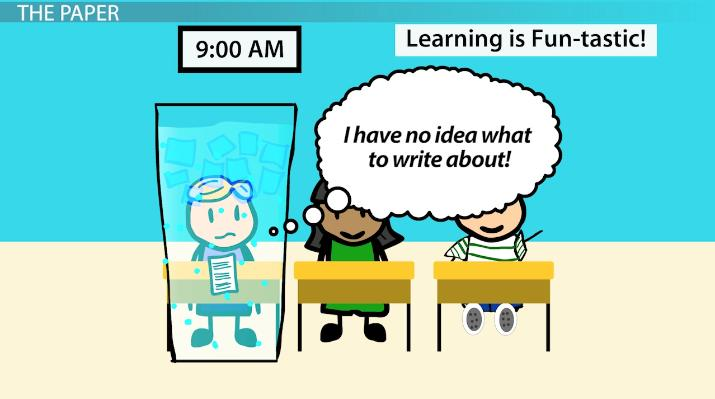 THE PAPER
9:00 AM
Learning is Fun-tastic!
I have no idea what
to write about!